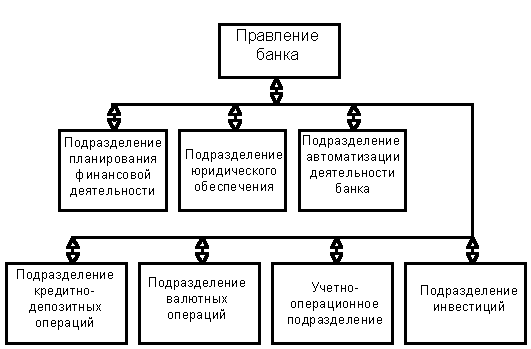 Правление
банка
Подразделение
планирования
финансовой
деятельности
Подразделение
юридического
обеспечения
Подразделение
автоматизации
деятельности
банка
Подразделение
кредитно-
депозитных
операций
Подразделение
валютных
операций
Учетно-
операционное
подразделение
Подразделение
инвестиций